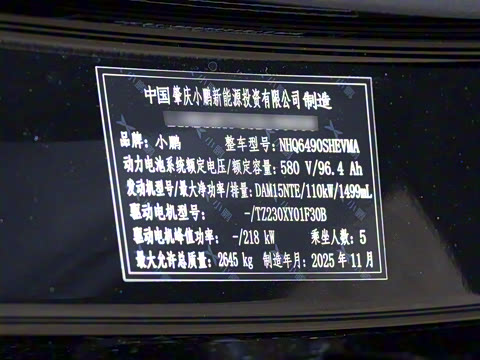 中国肇庆小鹏新能源投资有限公司 制造
品牌：小鹏 整车型号：NHQ6490SHEVMA
动力电池系统额定电压/额定容量：580 V/96.4 Ah
发动机型号/最大净功率/排量：DAM15NTE/110kW/1499mL
驱动电机型号： -/TZ230XY01F30B
驱动电机峰值功率： -/218 kW 乘坐人数：5
最大允许总质量：2645 kg 制造年月：2025 年 11 月